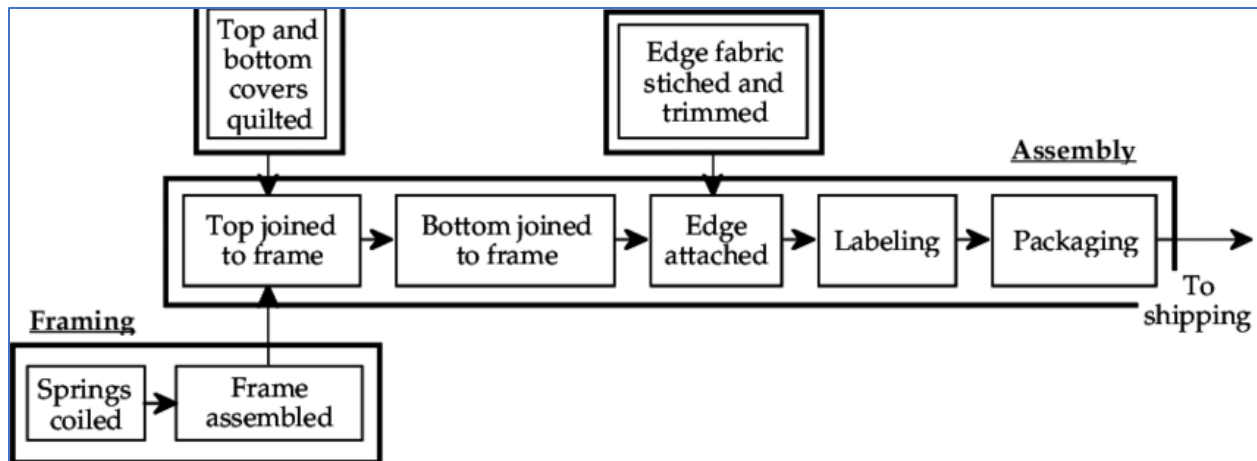 Top and
bottom
covers
quilted
Edge fabric
stiched and
trimmed
Assembly
Top joined
to frame
Bottom joined
to frame
Edge
attached
Labeling
Packaging
To
shipping
Framing
Springs
coiled
Frame
assembled